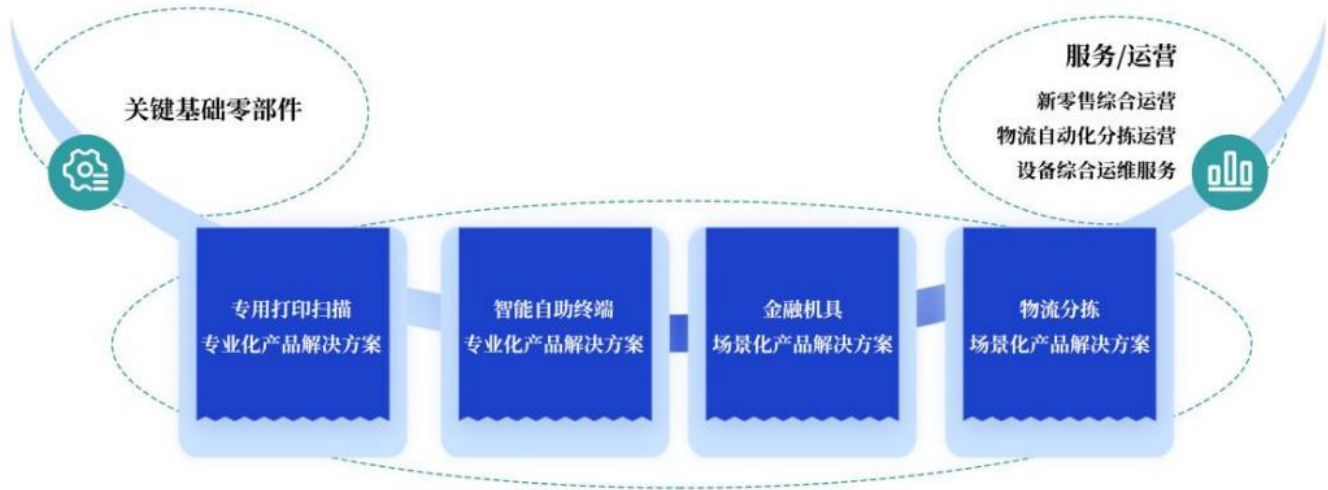 关键基础零部件
服务/运营
新零售综合运营
物流自动化分拣运营
设备综合运维服务
专用打印扫描
专业化产品解决方案
智能自助终端
专业化产品解决方案
金融机具
场景化产品解决方案
物流分拣
场景化产品解决方案